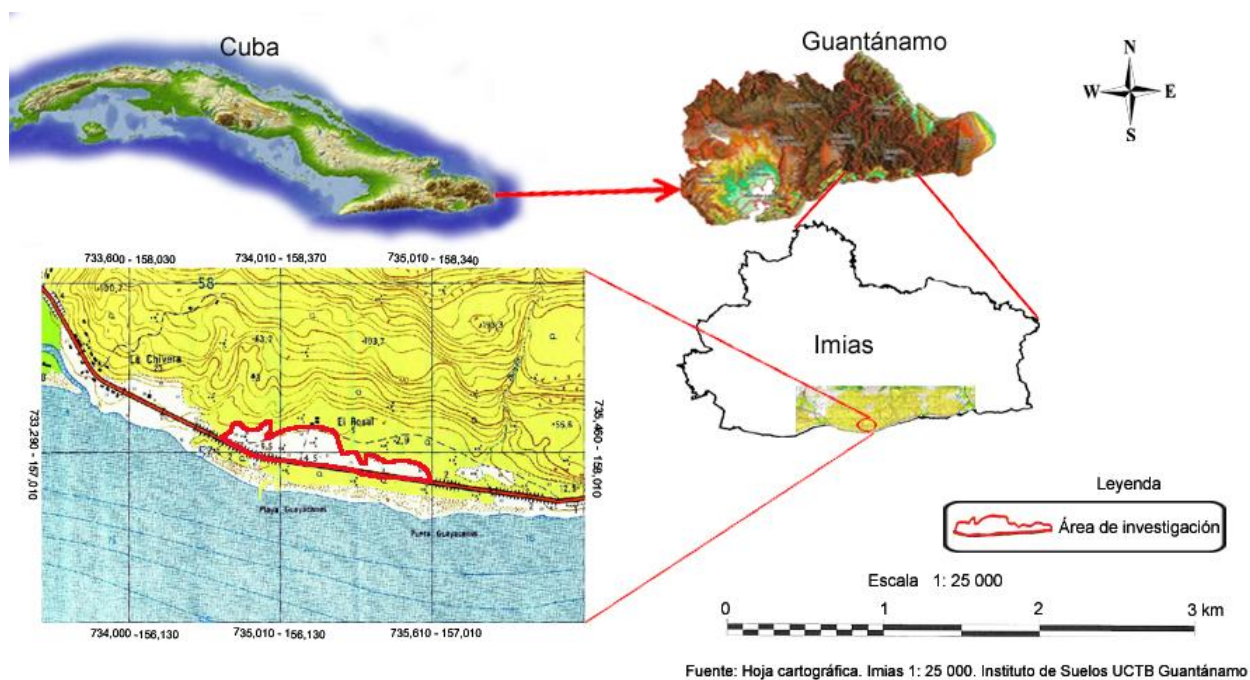 Cuba
Guantánamo
N
W E
S
Imias
733,600 - 158,030 734,010 - 158,370 735,010 - 158,340
58
La Chivera
El Rosal
57
Playa Guayacanes
Punta Guayacanes
733,290 - 157,010
735,460 - 158,010
734,000 -156,130 735,010 -156,130 735,610 -157,010
Leyenda
Área de investigación
Escala 1: 25 000
0 1 2 3 km
Fuente: Hoja cartográfica. Imias 1: 25 000. Instituto de Suelos UCTB Guantánamo